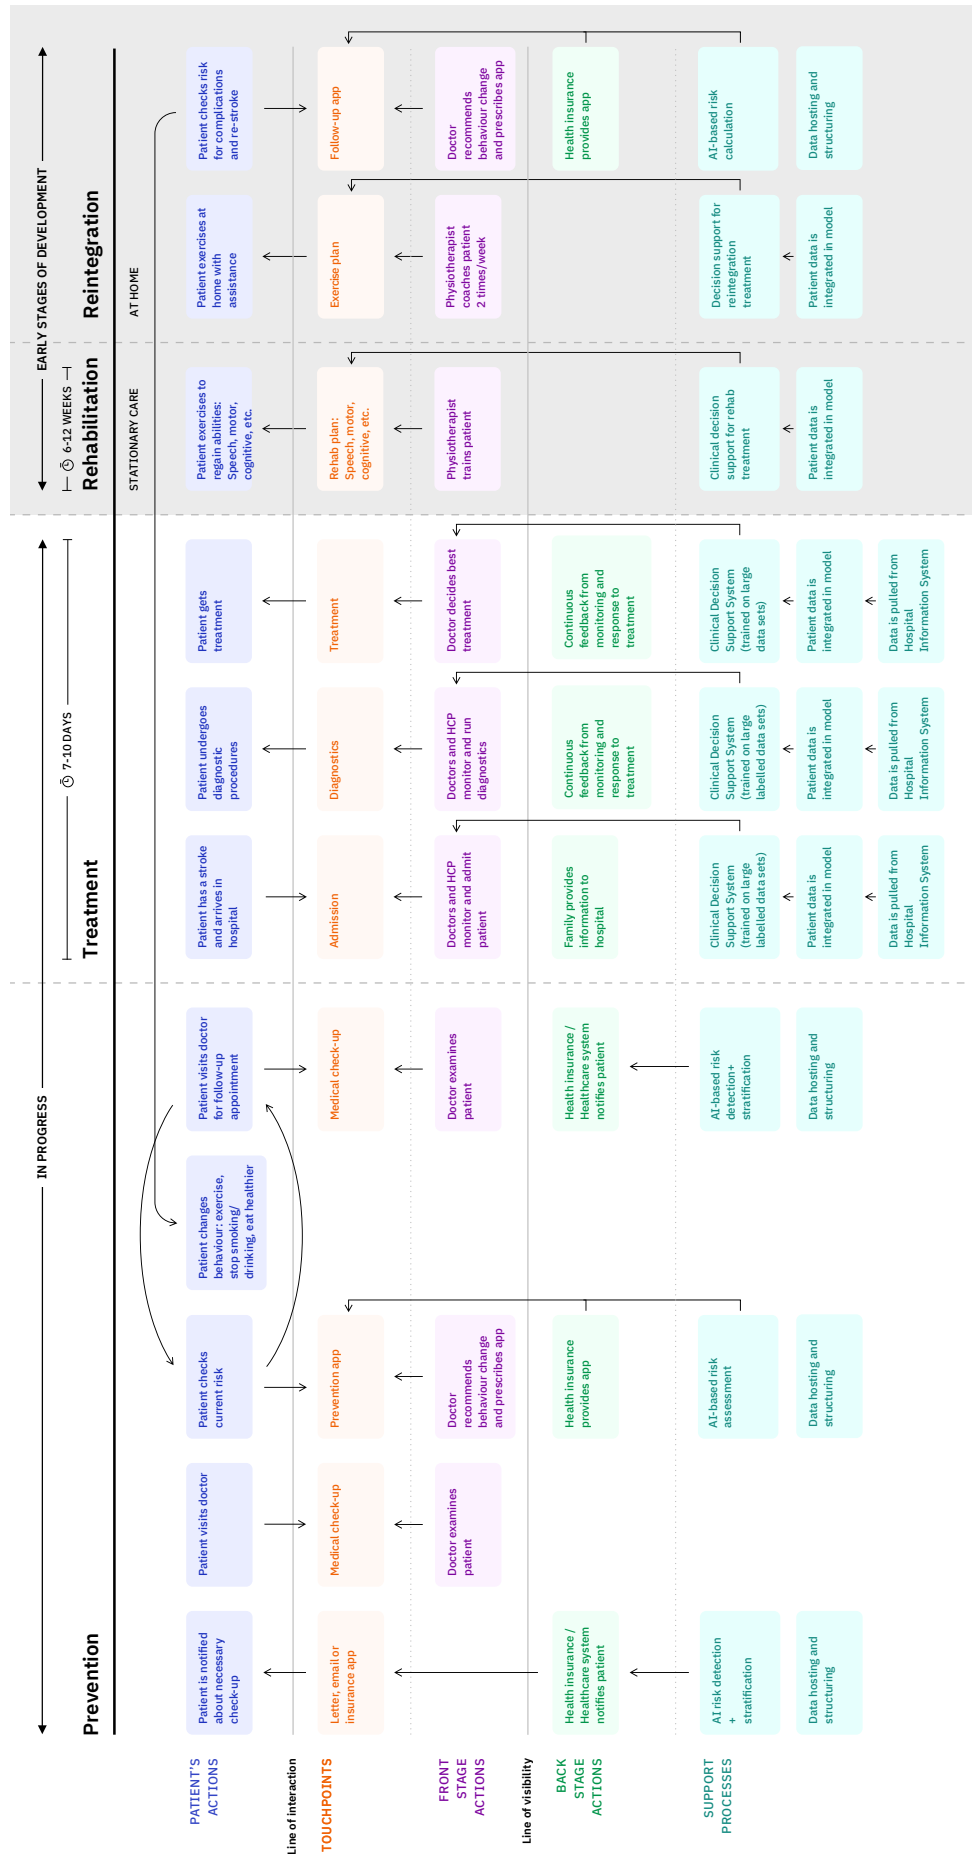 IN PROGRESS
EARLY STAGES OF DEVELOPMENT
7-10 DAYS
6-12 WEEKS
Prevention
Treatment
Rehabilitation
Reintegration
STATIONARY CARE
AT HOME
PATIENT'S
ACTIONS
Patient is notified
about necessary
check-up
Patient visits doctor
Patient checks
current risk
Patient changes
behaviour: exercise,
stop smoking/
drinking, eat healthier
Patient visits doctor
for follow-up
appointment
Patient has a stroke
and arrives in
hospital
Patient undergoes
diagnostic
procedures
Patient gets
treatment
Patient exercises to
regain abilities:
Speech, motor,
cognitive, etc.
Patient exercises at
home with
assistance
Patient checks risk
for complications
and re-stroke
Line of interaction
TOUCHPOINTS
Letter, email or
insurance app
Medical check-up
Prevention app
Medical check-up
Admission
Diagnostics
Treatment
Rehab plan:
Speech, motor,
cognitive, etc.
Exercise plan
Follow-up app
FRONT
STAGE
ACTIONS
Doctor examines
patient
Doctor
recommends
behaviour change
and prescribes app
Doctor examines
patient
Doctors and HCP
monitor and admit
patient
Doctors and HCP
monitor and run
diagnostics
Doctor decides best
treatment
Physiotherapist
trains patient
Physiotherapist
coaches patient
2 times/week
Doctor
recommends
behaviour change
and prescribes app
Line of visibility
BACK
STAGE
ACTIONS
Health insurance /
Healthcare system
notifies patient
Health insurance
provides app
Health insurance /
Healthcare system
notifies patient
Family provides
information to
hospital
Continuous
feedback from
monitoring and
response to
treatment
Continuous
feedback from
monitoring and
response to
treatment
Health insurance
provides app
SUPPORT
PROCESSES
AI risk detection
+
stratification
AI-based risk
assessment
AI-based risk
detection+
stratification
Clinical Decision
Support System
(trained on large
labelled data sets)
Clinical Decision
Support System
(trained on large
labelled data sets)
Clinical Decision
Support System
(trained on large
data sets)
Clinical decision
support for rehab
treatment
Decision support for
reintegration
treatment
AI-based risk
calculation
Data hosting and
structuring
Data hosting and
structuring
Data hosting and
structuring
Patient data is
integrated in model
Patient data is
integrated in model
Patient data is
integrated in model
Patient data is
integrated in model
Patient data is
integrated in model
Data hosting and
structuring
Data is pulled from
Hospital
Information System
Data is pulled from
Hospital
Information System
Data is pulled from
Hospital
Information System